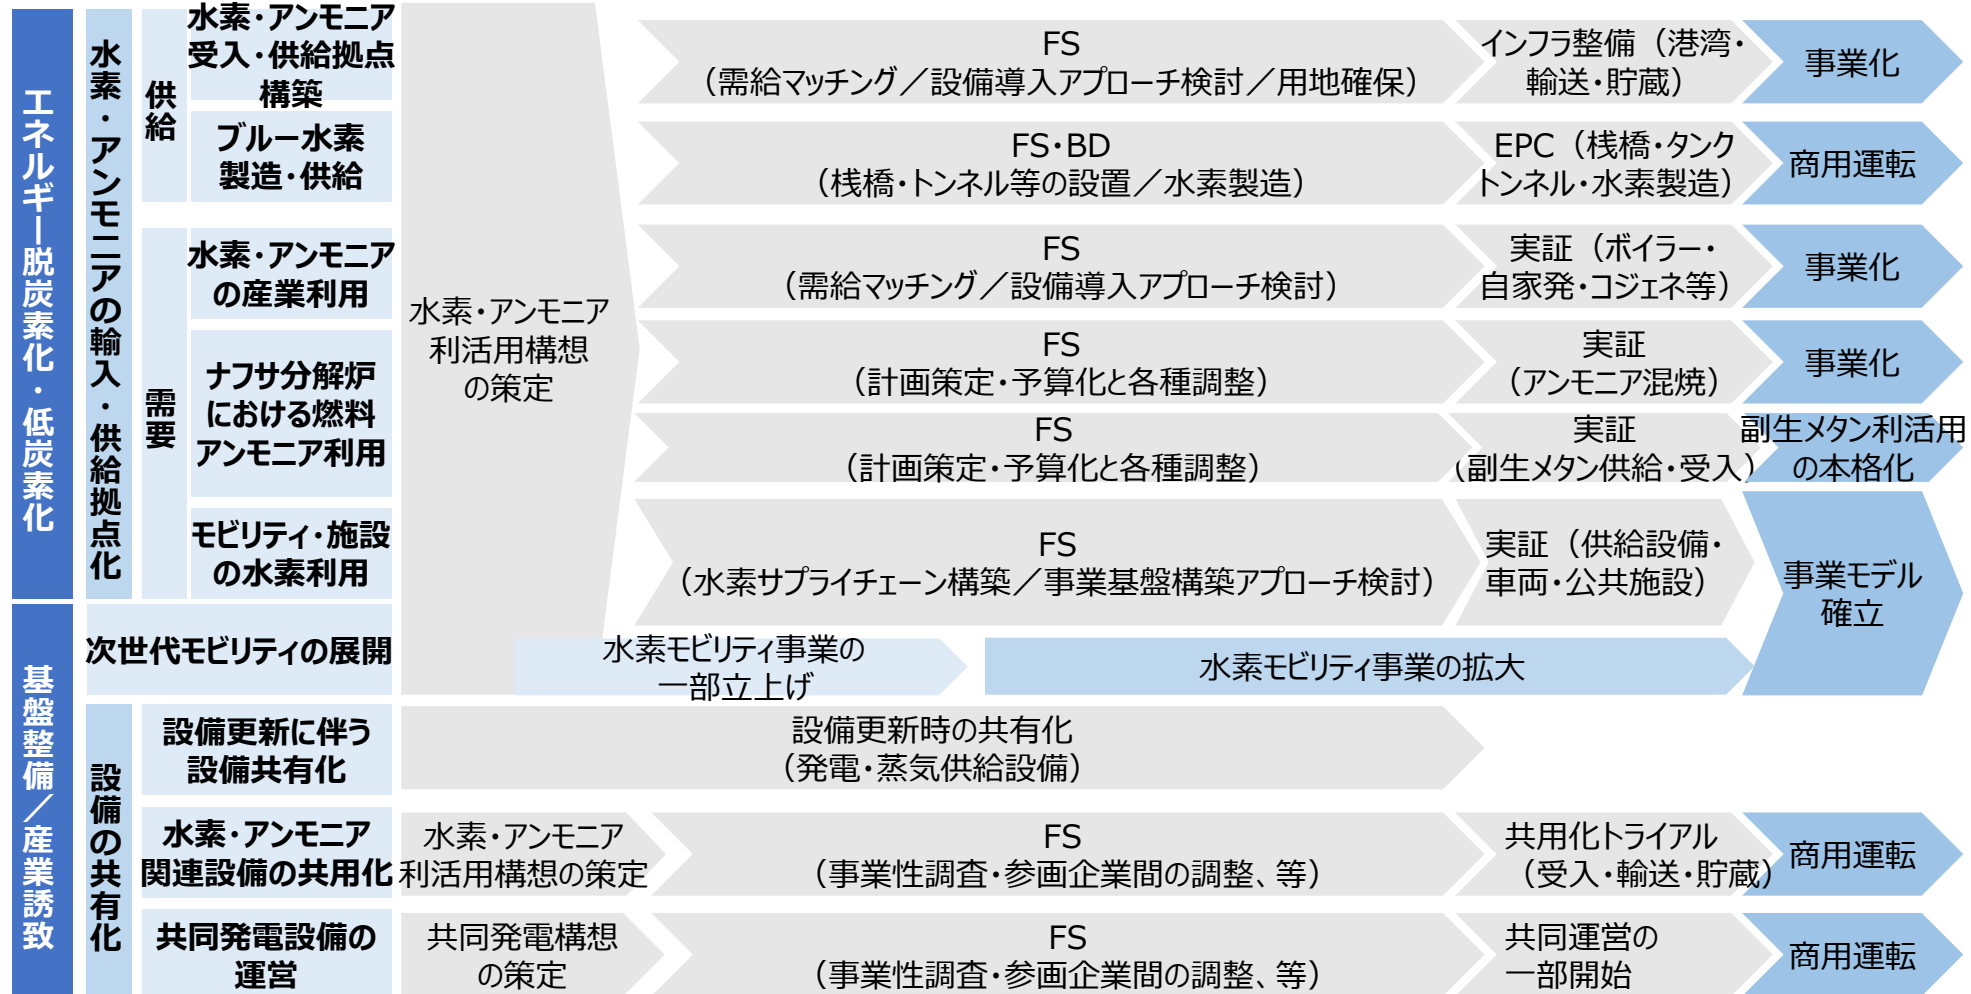 エネルギー脱炭素化・低炭素化
水素・アンモニアの輸入・供給拠点化
供給
水素・アンモニア
受入・供給拠点
構築
ブルー水素
製造・供給
需要
水素・アンモニア
の産業利用
ナフサ分解炉
における燃料
アンモニア利用
モビリティ・施設
の水素利用
水素・アンモニア
利活用構想
の策定
FS
（需給マッチング／設備導入アプローチ検討／用地確保）
インフラ整備（港湾・
輸送・貯蔵）
事業化
FS・BD
（桟橋・トンネル等の設置／水素製造）
EPC（桟橋・タンク
トンネル・水素製造）
商用運転
FS
（需給マッチング／設備導入アプローチ検討）
実証（ボイラー・
自家発・コジェネ等）
事業化
FS
（計画策定・予算化と各種調整）
実証
（アンモニア混焼）
事業化
FS
（計画策定・予算化と各種調整）
実証
（副生メタン供給・受入）
副生メタン利活用
の本格化
FS
（水素サプライチェーン構築／事業基盤構築アプローチ検討）
実証（供給設備・
車両・公共施設）
事業モデル
確立
基盤整備／産業誘致
次世代モビリティの展開
水素モビリティ事業の
一部立上げ
水素モビリティ事業の拡大
設備の共有化
設備更新に伴う
設備共有化
設備更新時の共有化
（発電・蒸気供給設備）
水素・アンモニア
関連設備の共用化
水素・アンモニア
利活用構想の策定
FS
（事業性調査・参画企業間の調整、等）
共用化トライアル
（受入・輸送・貯蔵）
商用運転
共同発電設備の
運営
共同発電構想
の策定
FS
（事業性調査・参画企業間の調整、等）
共同運営の
一部開始
商用運転